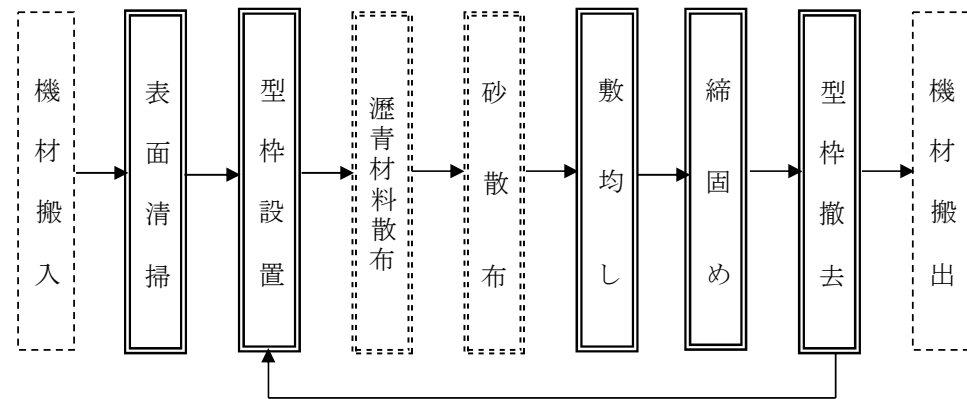 機材搬入
表面清掃
型枠設置
瀝青材料散布
砂散布
敷均し
締固め
型枠撤去
機材搬出